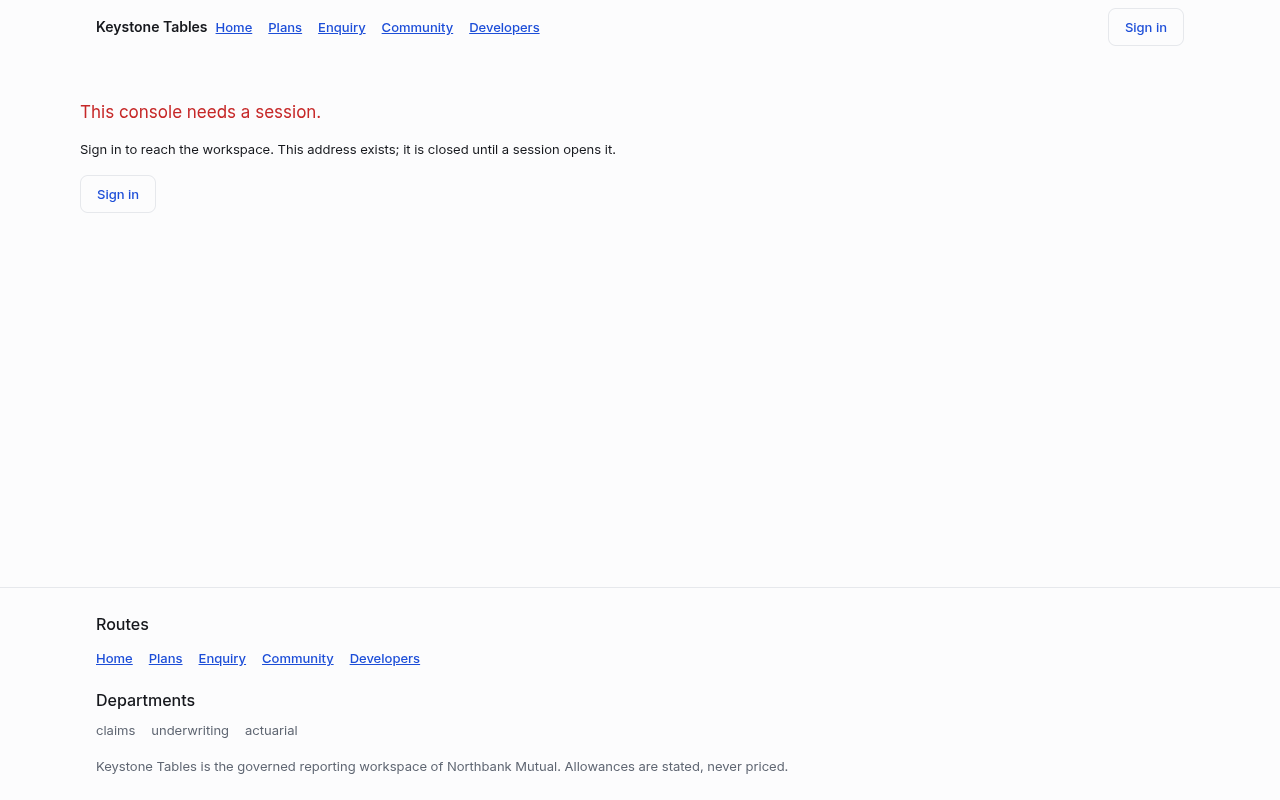 Keystone Tables Home Plans Enquiry Community Developers Sign in
This console needs a session.
Sign in to reach the workspace. This address exists; it is closed until a session opens it.
Sign in
Routes
Home Plans Enquiry Community Developers
Departments
claims underwriting actuarial
Keystone Tables is the governed reporting workspace of Northbank Mutual. Allowances are stated, never priced.